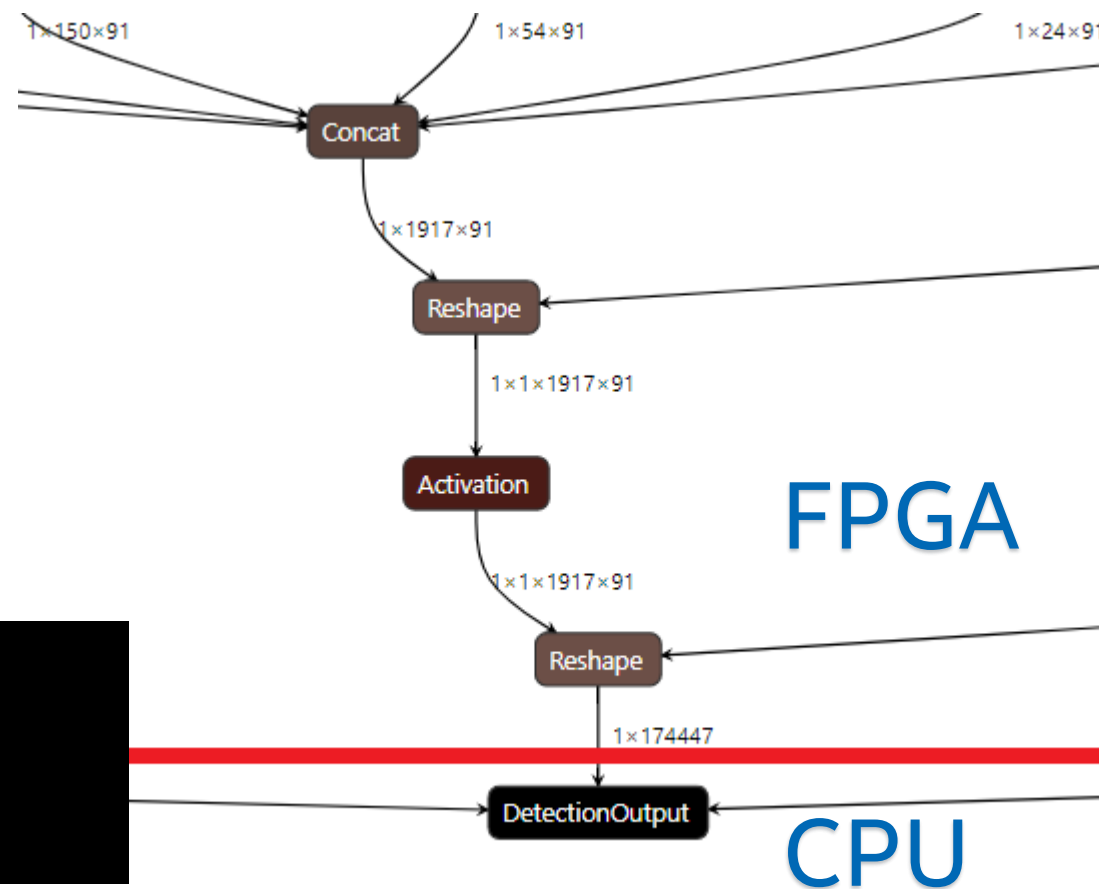 1×150×91
1×54×91
1×24×91
Concat
1×1917×91
Reshape
1×1×1917×91
Activation
FPGA
1×1×1917×91
Reshape
1×174447
DetectionOutput
CPU